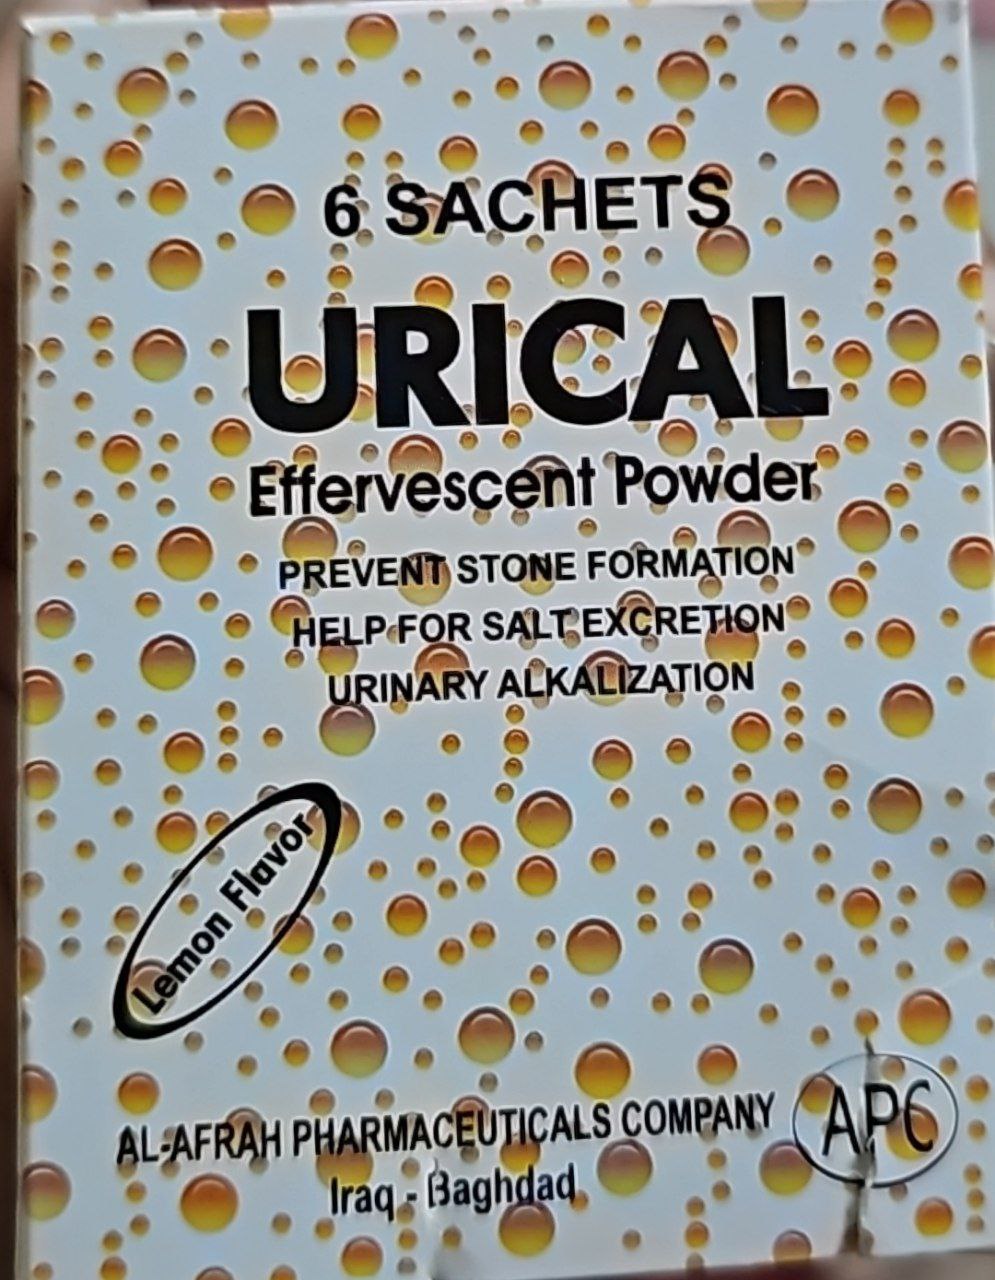 6 SACHETS
URICAL
Effervescent Powder
PREVENT STONE FORMATION
HELP FOR SALT EXCRETION
URINARY ALKALIZATION
Lemon Flavor
AL-AFRAH PHARMACEUTICALS COMPANY
APC
Iraq - Baghdad